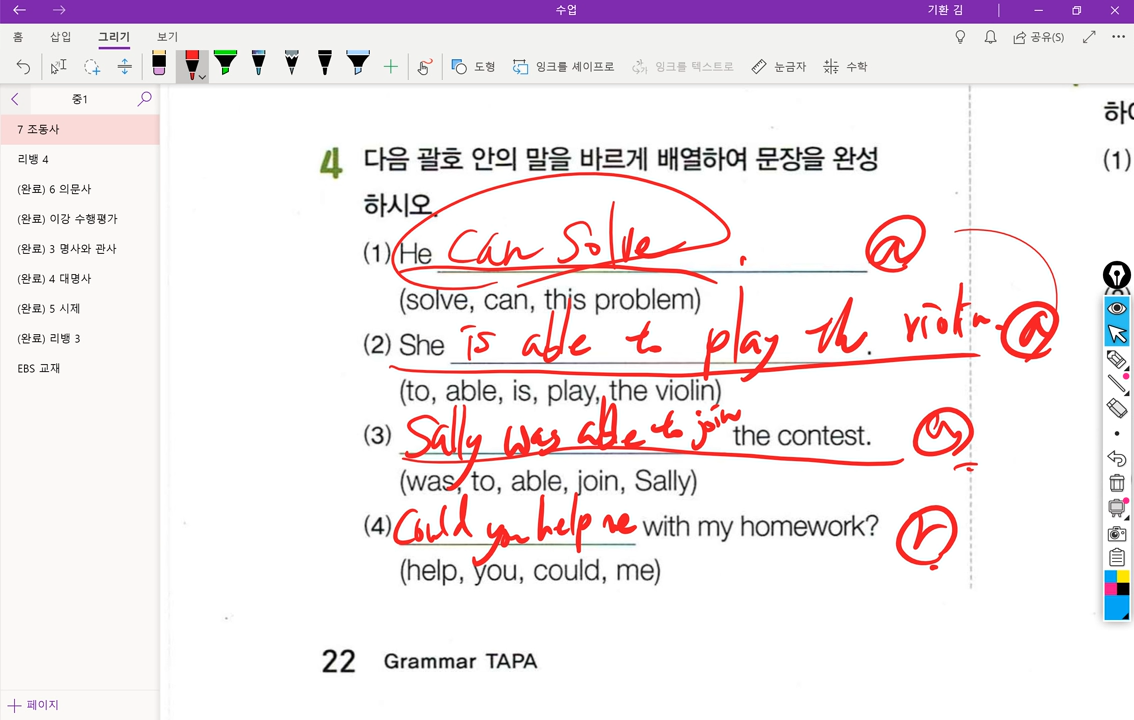 수업
기환 김
홈 삽입 그리기 보기
공유(S)
도형 잉크를 셰이프로 잉크를 텍스트로 눈금자 수학
중1
7 조동사
리뱅 4
(완료) 6 의문사
(완료) 이강 수행평가
(완료) 3 명사와 관사
(완료) 4 대명사
(완료) 5 시제
(완료) 리뱅 3
EBS 교재
페이지
4 다음 괄호 안의 말을 바르게 배열하여 문장을 완성
하시오.
(1) He can solve . ⓐ
(solve, can, this problem)
(2) She is able to play the violin. ⓐ
(to, able, is, play, the violin)
(3) Sally was able to join the contest.
(was, to, able, join, Sally)
(4) Could you help me with my homework? ⓡ
(help, you, could, me)
22 Grammar TAPA
(1)